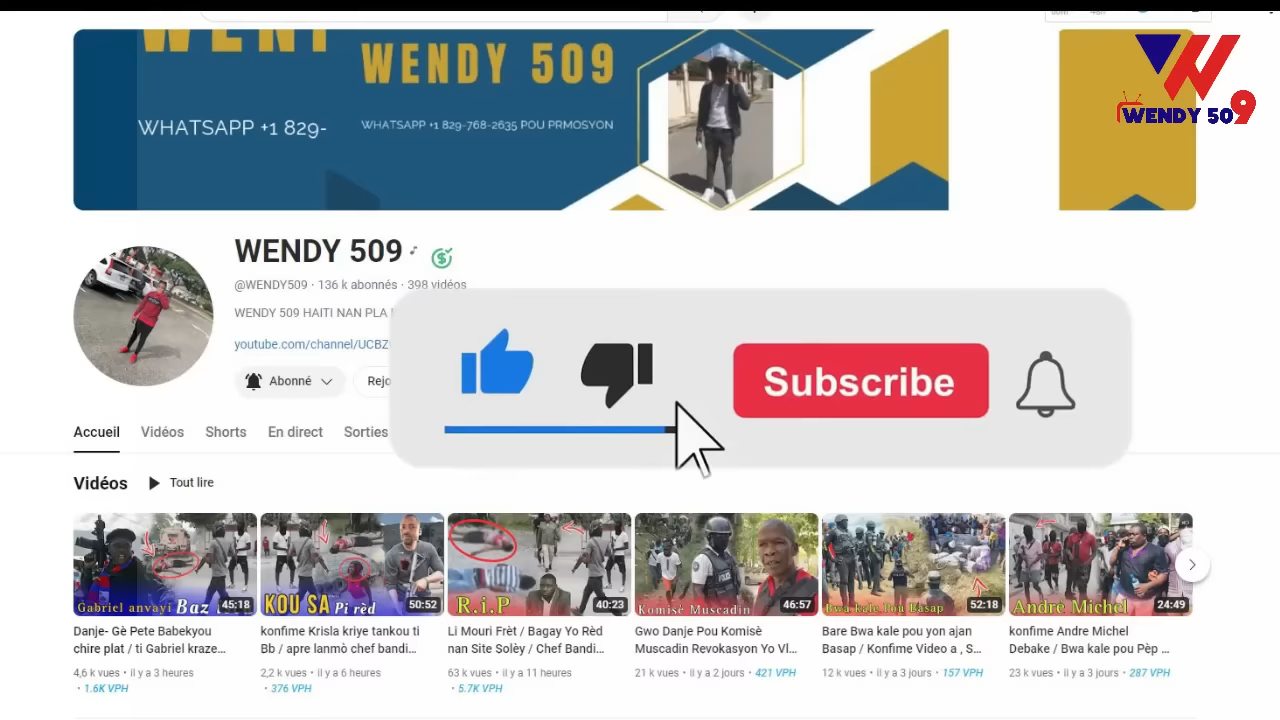 WENDY 509
WHATSAPP +1 829-
WHATSAPP +1 829-768-2635 POU PRMOSYON
WENDY 509
WENDY 509
@WENDY509 · 136 k abonnés · 398 vidéos
WENDY 509 HAITI NAN PLA
youtube.com/channel/UCBZ
Abonné
Rejo
Subscribe
Accueil Vidéos Shorts En direct Sorties
Vidéos Tout lire
Gabriel anvayi Baz 45:18
KOU SA Pi rèd 50:52
R.i.P 40:23
POLICE
Komisè Muscadin 46:57
Bwa kale pou Basap 52:18
Andre Michel 24:49
Danje- Gè Pete Babekyou
chire plat / ti Gabriel kraze...
4,6 k vues • il y a 3 heures
• 1.6K VPH
konfime Krisla kriye tankou ti
Bb / apre lanmò chef bandi...
2,2 k vues • il y a 6 heures
• 376 VPH
Li Mouri Frèt / Bagay Yo Rèd
nan Site Solèy / Chef Bandi...
63 k vues • il y a 11 heures
• 5.7K VPH
Gwo Danje Pou Komisè
Muscadin Revokasyon Yo Vl...
21 k vues • il y a 2 jours • 421 VPH
Bare Bwa kale pou yon ajan
Basap / Konfime Video a , S...
12 k vues • il y a 3 jours • 157 VPH
konfime Andre Michel
Debake / Bwa kale pou Pèp ...
23 k vues • il y a 3 jours • 287 VPH